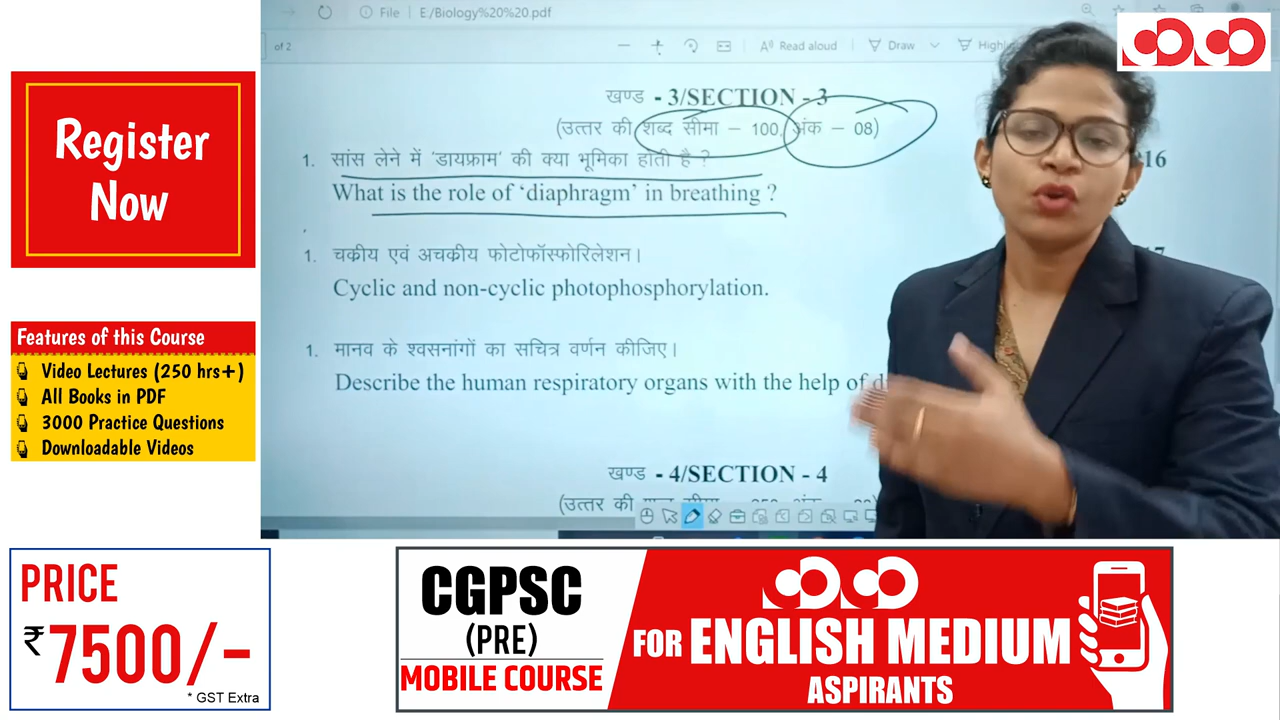 File | E:/Biology%20%20.pdf
of 2
Read aloud
Draw
खण्ड - 3/SECTION - 3
(उत्तर की शब्द सीमा – 100, अंक – 08)
1. सांस लेने में 'डायफ्राम' की क्या भूमिका होती है ?
16
What is the role of 'diaphragm' in breathing ?
1. चक्रीय एवं अचक्रीय फोटोफॉस्फोरिलेशन।
17
Cyclic and non-cyclic photophosphorylation.
1. मानव के श्वसनांगों का सचित्र वर्णन कीजिए।
Describe the human respiratory organs with the help of
खण्ड - 4/SECTION - 4
(उत्तर की
Register
Now
Features of this Course
Video Lectures (250 hrs+)
All Books in PDF
3000 Practice Questions
Downloadable Videos
PRICE
₹7500/-
* GST Extra
CGPSC
(PRE)
MOBILE COURSE
FOR ENGLISH MEDIUM
ASPIRANTS